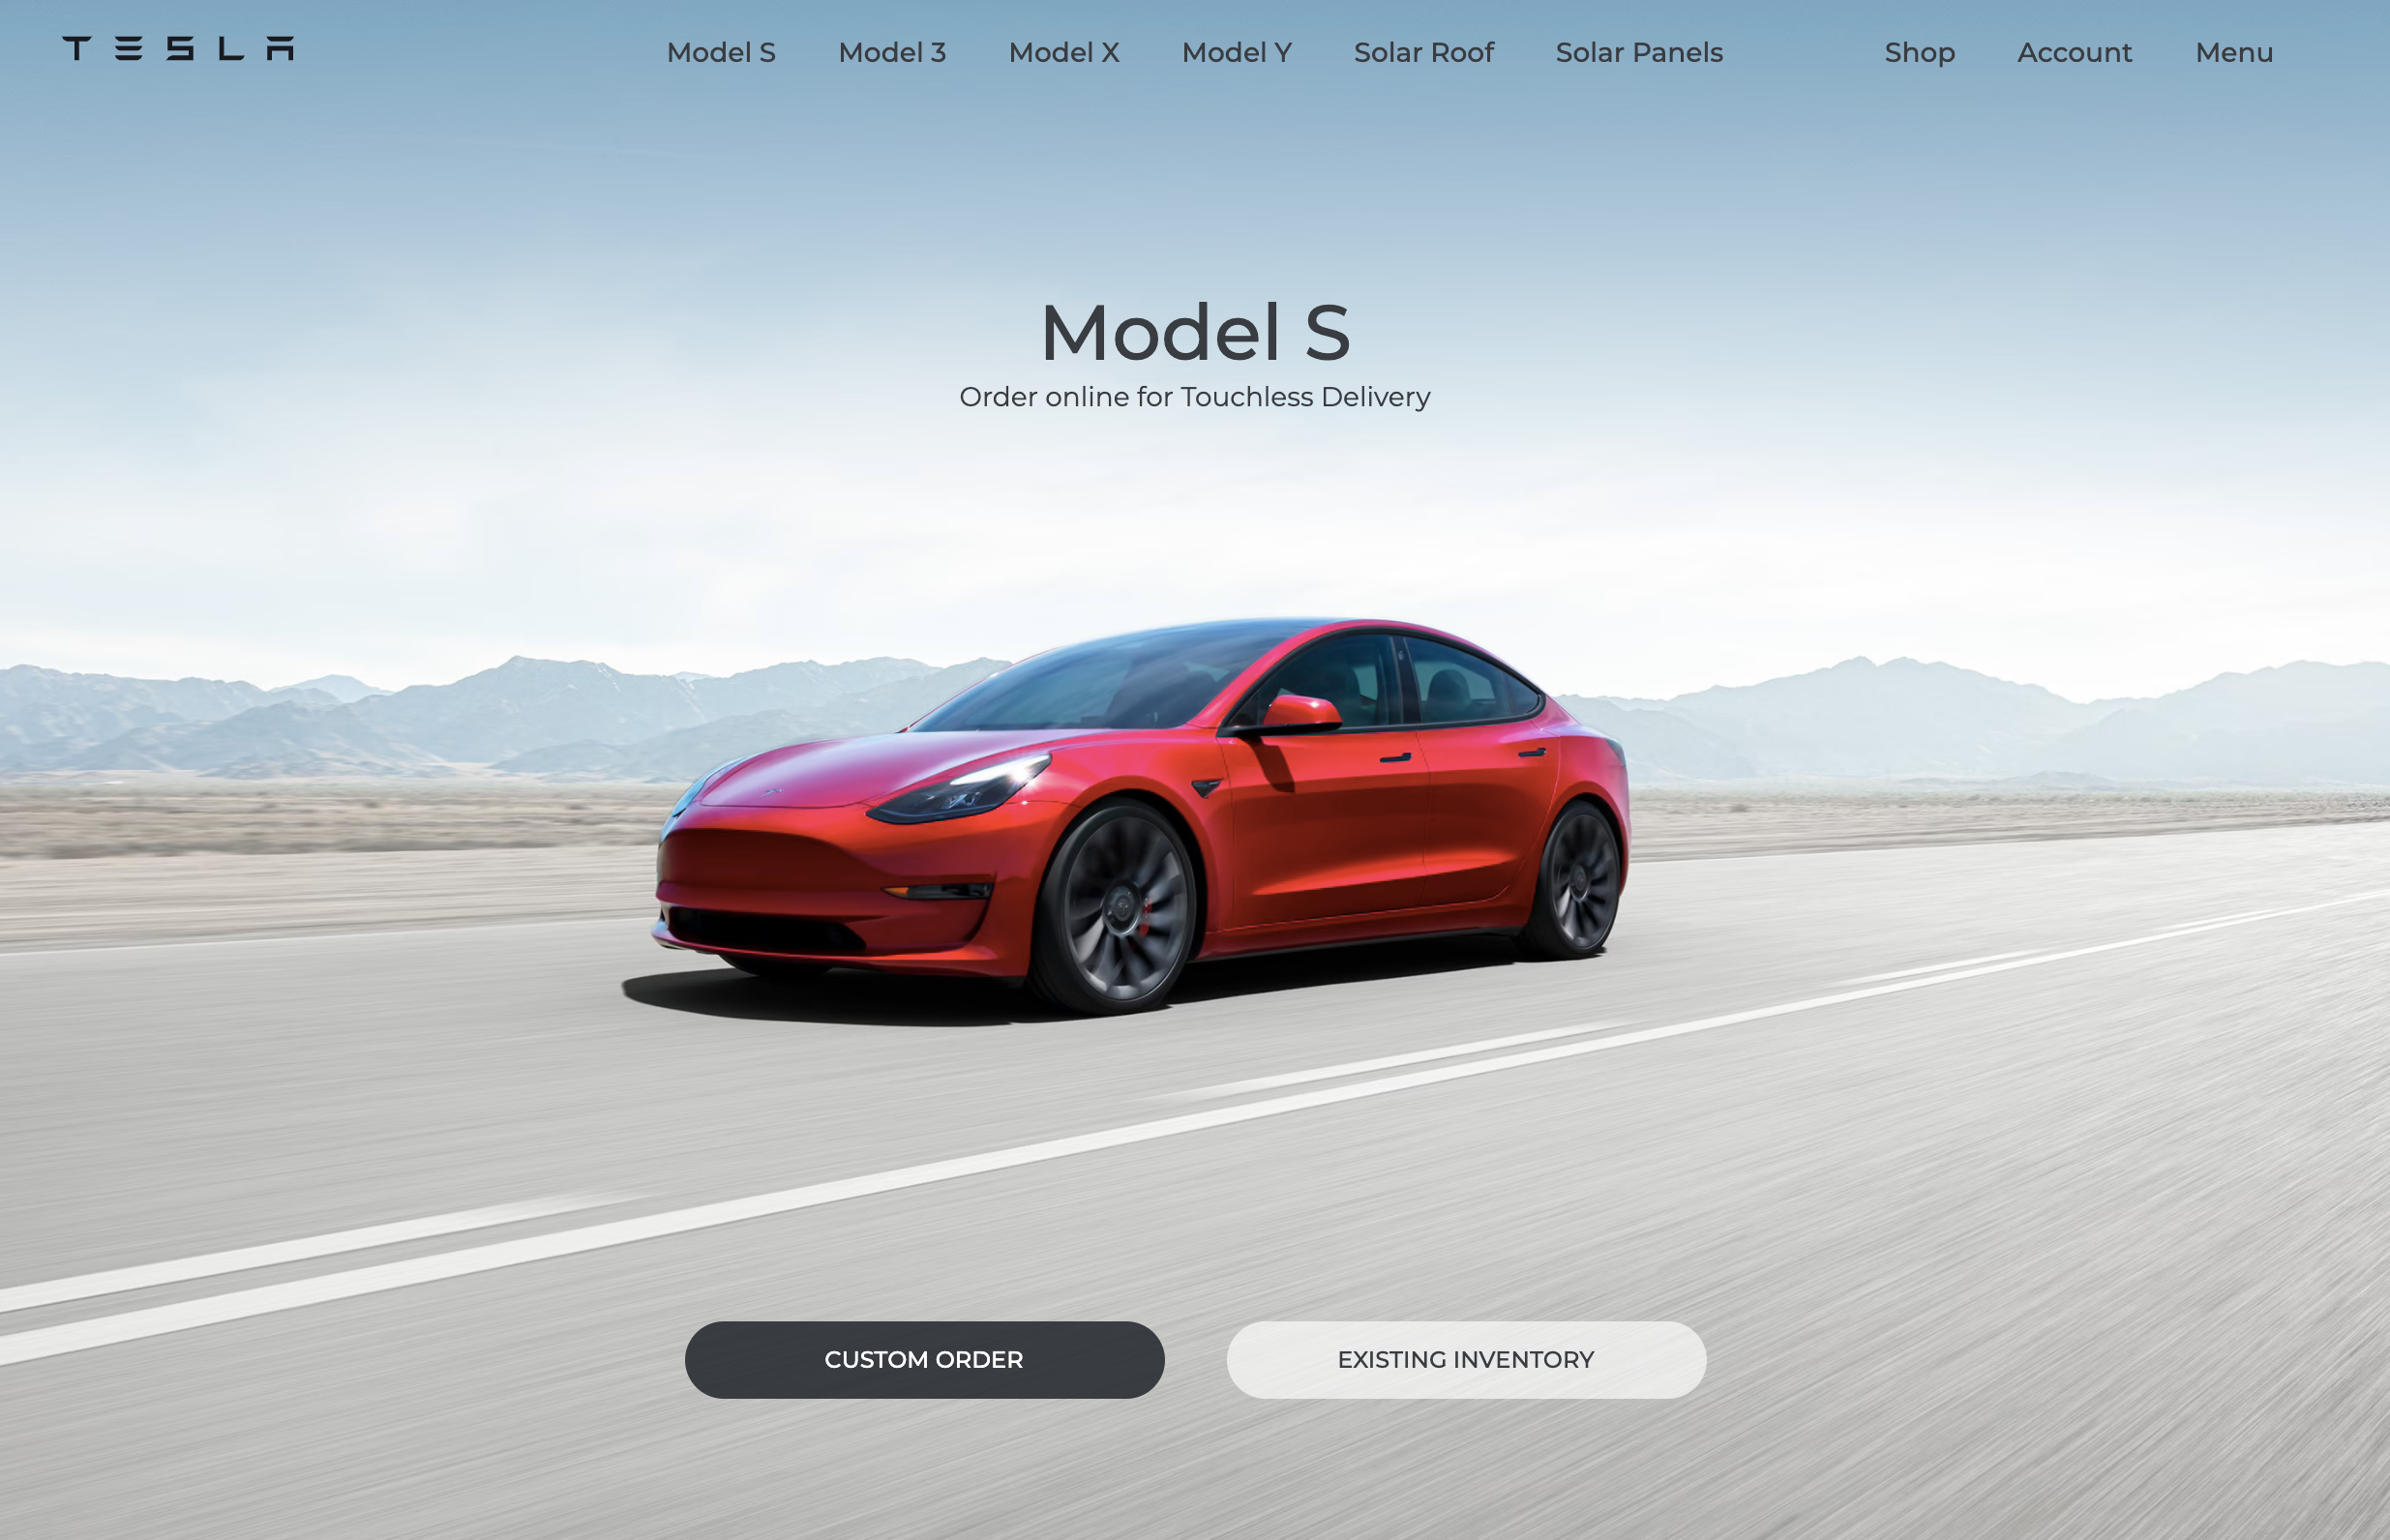 TESLA
Model S Model 3 Model X Model Y Solar Roof Solar Panels Shop Account Menu
Model S
Order online for Touchless Delivery
CUSTOM ORDER EXISTING INVENTORY